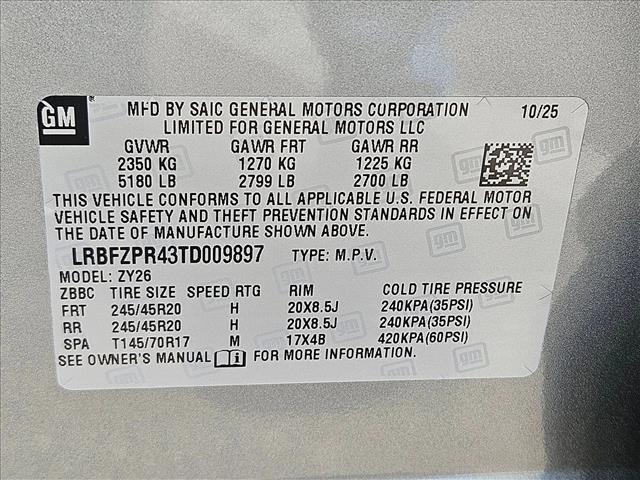 GM
MFD BY SAIC GENERAL MOTORS CORPORATION 10/25
LIMITED FOR GENERAL MOTORS LLC
GVWR GAWR FRT GAWR RR
2350 KG 1270 KG 1225 KG
5180 LB 2799 LB 2700 LB
THIS VEHICLE CONFORMS TO ALL APPLICABLE U.S. FEDERAL MOTOR
VEHICLE SAFETY AND THEFT PREVENTION STANDARDS IN EFFECT ON
THE DATE OF MANUFACTURE SHOWN ABOVE.
LRBFZPR43TD009897 TYPE: M.P.V.
MODEL: ZY26
ZBBC TIRE SIZE SPEED RTG RIM COLD TIRE PRESSURE
FRT 245/45R20 H 20X8.5J 240KPA(35PSI)
RR 245/45R20 H 20X8.5J 240KPA(35PSI)
SPA T145/70R17 M 17X4B 420KPA(60PSI)
SEE OWNER'S MANUAL FOR MORE INFORMATION.